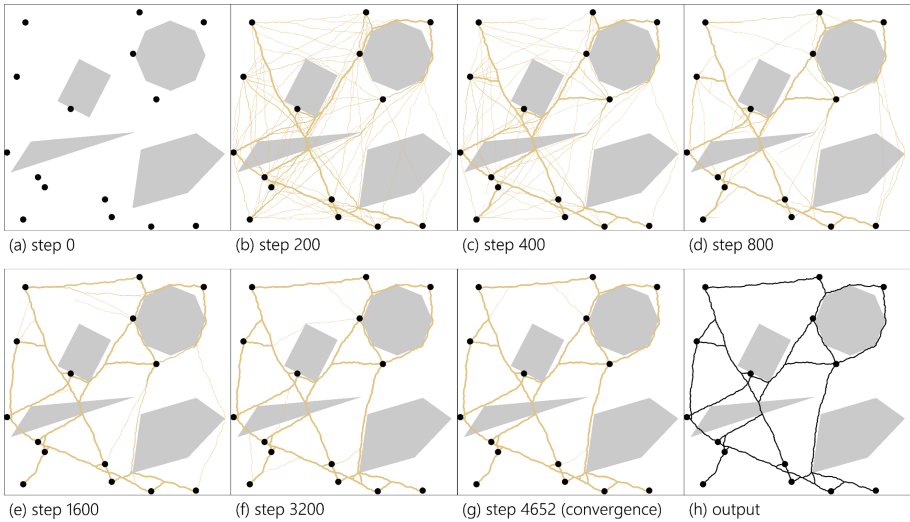 (a) step 0
(b) step 200
(c) step 400
(d) step 800
(e) step 1600
(f) step 3200
(g) step 4652 (convergence)
(h) output